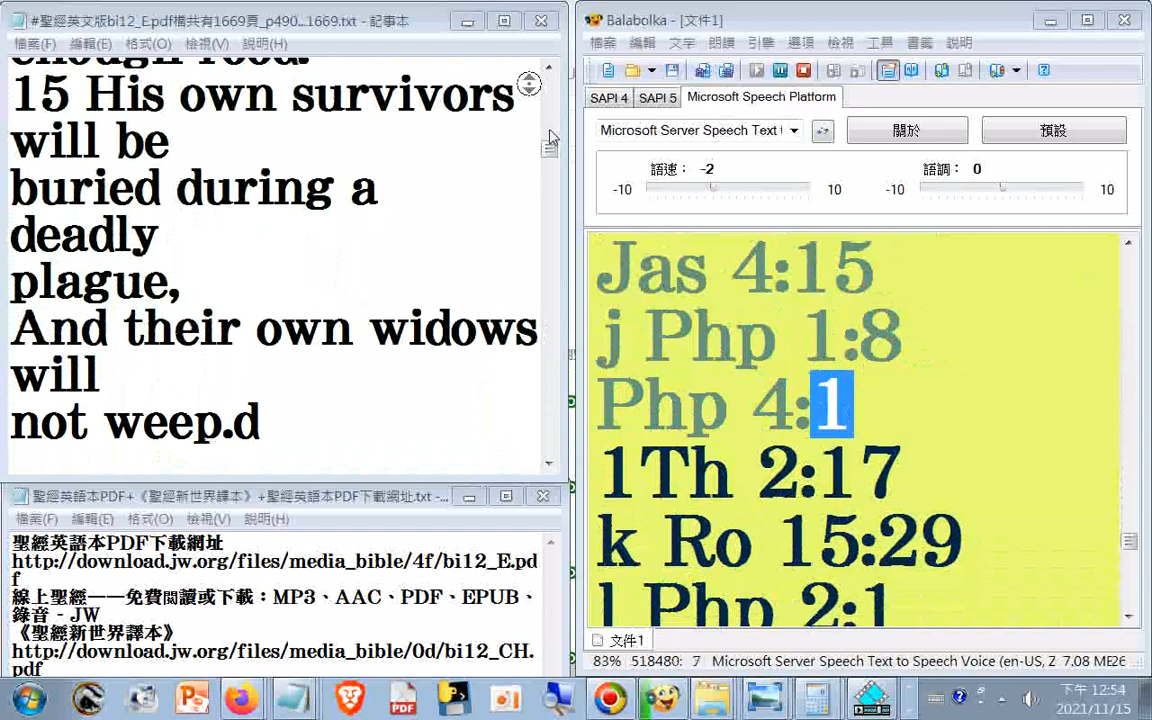 #聖經英文版bi12_Epdf檔共有1669頁_p490...1669.txt - 記事本
檔案(F) 編輯(E) 格式(O) 檢視(V) 說明(H)
enough food.
15 His own survivors
will be
buried during a
deadly
plague,
And their own widows
will
not weep.d
聖經英語本PDF+《聖經新世界譯本》+聖經英語本PDF下載網址.txt -...
檔案(F) 編輯(E) 格式(O) 檢視(V) 說明(H)
聖經英語本PDF下載網址
http://download.jw.org/files/media_bible/4f/bi12_E.pd
f
線上聖經——免費閱讀或下載：MP3、AAC、PDF、EPUB、
錄音 - JW
《聖經新世界譯本》
http://download.jw.org/files/media_bible/0d/bi12_CH.
pdf
Balabolka - [文件1]
檔案 編輯 文字 朗讀 引擎 選項 檢視 工具 書籤 說明
SAPI 4 SAPI 5 Microsoft Speech Platform
Microsoft Server Speech Text 關於 預設
語速： -2 語調： 0
-10 10 -10 10
Jas 4:15
j Php 1:8
Php 4:1
1Th 2:17
k Ro 15:29
l Php 2:1
文件1
83% 518480: 7 Microsoft Server Speech Text to Speech Voice (en-US, Z 7.08 ME26
PDF
下午 12:54
2021/11/15